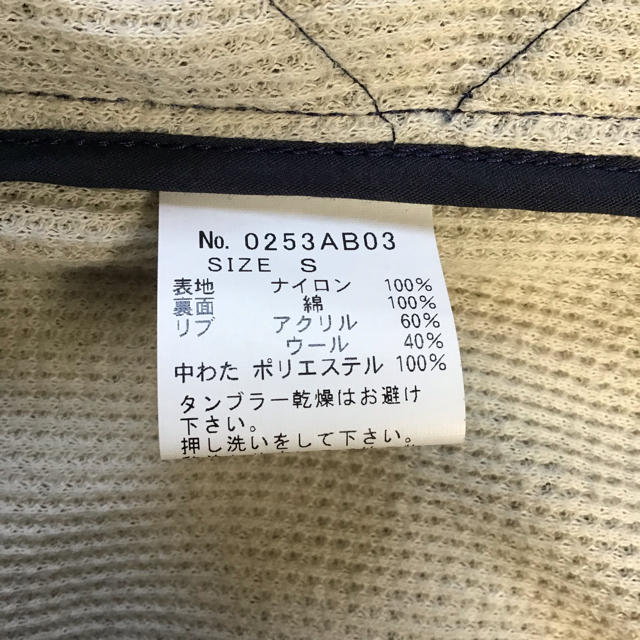 No. 0253AB03
SIZE S
表地 ナイロン 100%
裏面 綿 100%
リブ アクリル 60%
ウール 40%
中わた ポリエステル 100%
タンブラー乾燥はお避け
下さい。
押し洗いをして下さい。